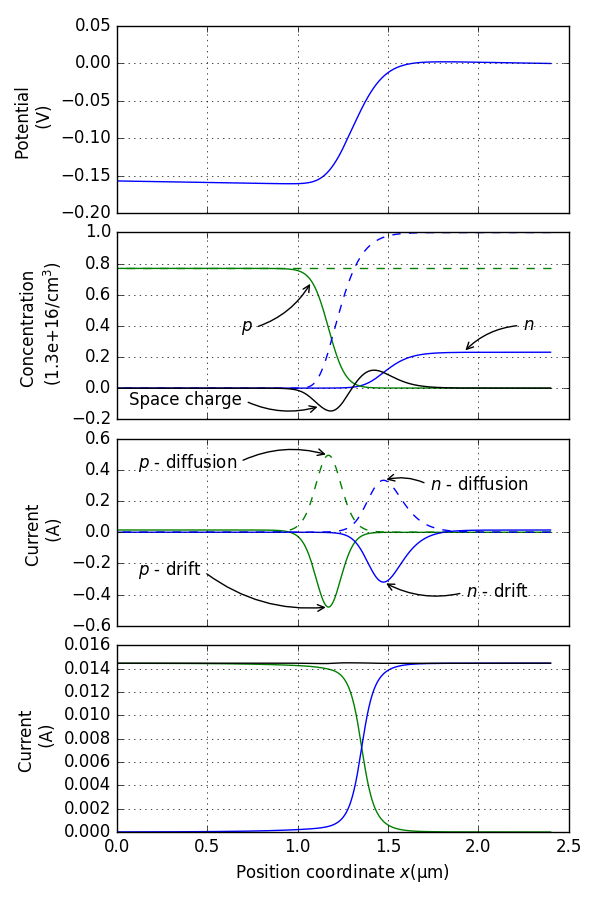 0.05
0.00
−0.05
−0.10
−0.15
−0.20
Potential
(V)
1.0
0.8
0.6
0.4
0.2
0.0
−0.2
Concentration
(1.3e+16/cm³)
p
n
Space charge
0.6
0.4
0.2
0.0
−0.2
−0.4
−0.6
Current
(A)
p - diffusion
n - diffusion
p - drift
n - drift
0.016
0.014
0.012
0.010
0.008
0.006
0.004
0.002
0.000
Current
(A)
0.0 0.5 1.0 1.5 2.0 2.5
Position coordinate x(μm)